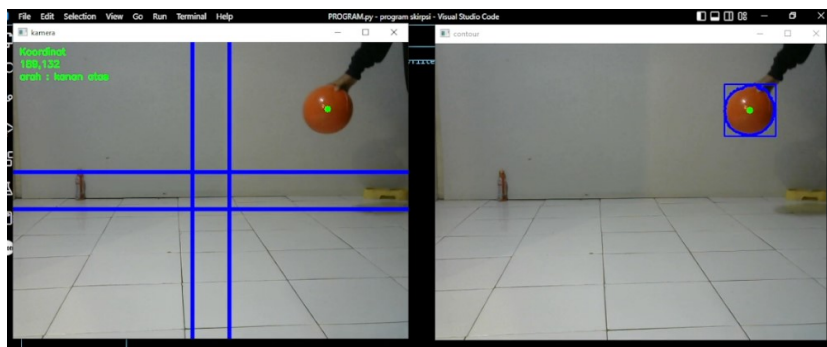 File Edit Selection View Go Run Terminal Help PROGRAM.py - program skirpsi - Visual Studio Code
kamera
contour
Koordinat
189,132
arah : kanan atas